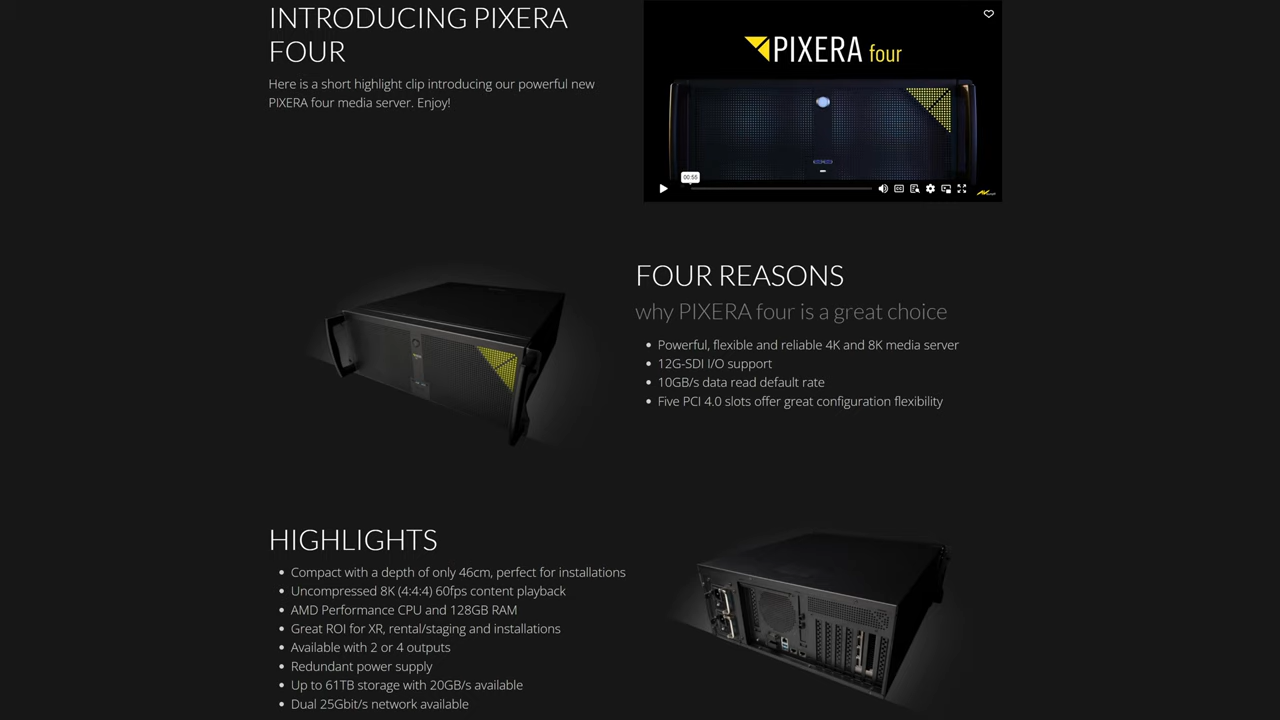 INTRODUCING PIXERA
FOUR
Here is a short highlight clip introducing our powerful new
PIXERA four media server. Enjoy!
PIXERA four
00:55
CC
FOUR REASONS
why PIXERA four is a great choice
• Powerful, flexible and reliable 4K and 8K media server
• 12G-SDI I/O support
• 10GB/s data read default rate
• Five PCI 4.0 slots offer great configuration flexibility
HIGHLIGHTS
• Compact with a depth of only 46cm, perfect for installations
• Uncompressed 8K (4:4:4) 60fps content playback
• AMD Performance CPU and 128GB RAM
• Great ROI for XR, rental/staging and installations
• Available with 2 or 4 outputs
• Redundant power supply
• Up to 61TB storage with 20GB/s available
• Dual 25Gbit/s network available